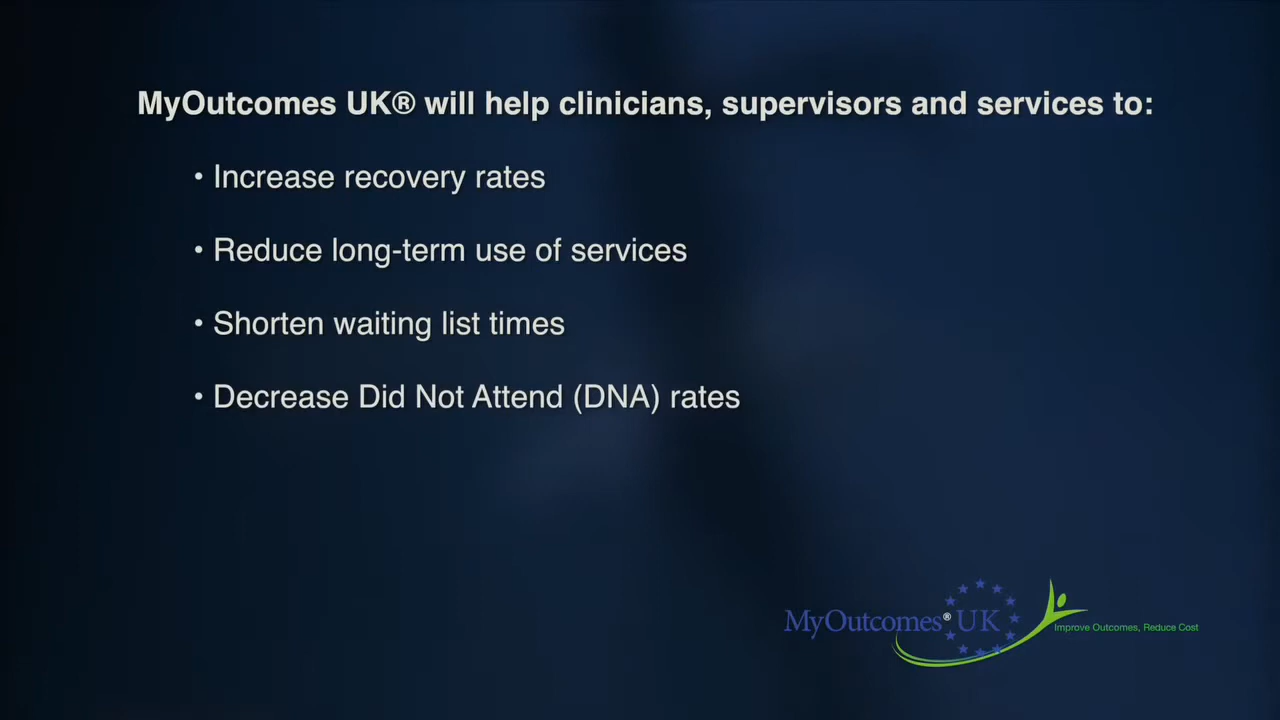 MyOutcomes UK® will help clinicians, supervisors and services to:
• Increase recovery rates
• Reduce long-term use of services
• Shorten waiting list times
• Decrease Did Not Attend (DNA) rates
MyOutcomes® UK
Improve Outcomes, Reduce Cost